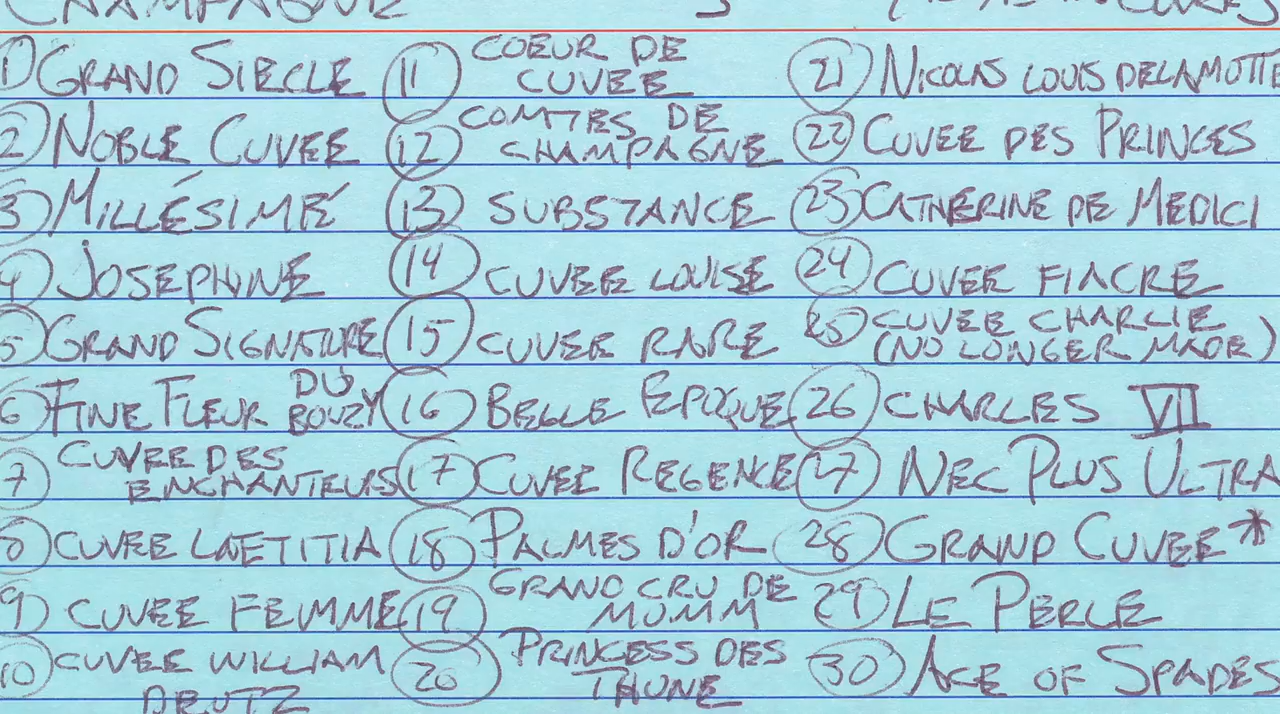 CHAMPAGNE 3
1 GRAND SIECLE
2 NOBLE CUVEE
3 MILLÉSIMÉ
4 JOSEPHINE
5 GRAND SIGNATURE
6 FINE FLEUR DU BOUZY
7 CUVEE DES
ENCHANTEURS
8 CUVEE LAETITIA
9 CUVEE FEMME
10 CUVEE WILLIAM
DEUTZ
11 COEUR DE
CUVEE
12 COMTES DE
CHAMPAGNE
13 SUBSTANCE
14 CUVEE LOUISE
15 CUVEE RARE
16 BELLE EPOQUE
17 CUVEE REGENCE
18 PALMES D'OR
19 GRAND CRU DE
MUMM
20 PRINCESS DES
THUNE
21 NICOLAS LOUIS DELAMOTTE
22 CUVEE DES PRINCES
23 CATHERINE DE MEDICI
24 CUVEE FIACRE
25 CUVEE CHARLIE
(NO LONGER MADE)
26 CHARLES VII
27 NEC PLUS ULTRA
28 GRAND CUVEE*
29 LE PERLE
30 ACE OF SPADES